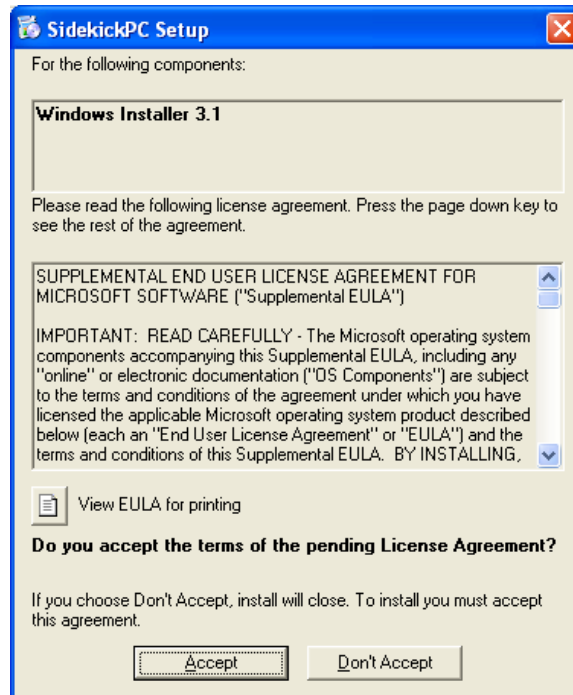 SidekickPC Setup
For the following components:
Windows Installer 3.1
Please read the following license agreement. Press the page down key to
see the rest of the agreement.
SUPPLEMENTAL END USER LICENSE AGREEMENT FOR
MICROSOFT SOFTWARE ("Supplemental EULA")
IMPORTANT:  READ CAREFULLY - The Microsoft operating system
components accompanying this Supplemental EULA, including any
"online" or electronic documentation ("OS Components") are subject
to the terms and conditions of the agreement under which you have
licensed the applicable Microsoft operating system product described
below (each an "End User License Agreement" or "EULA") and the
terms and conditions of this Supplemental EULA.  BY INSTALLING,
View EULA for printing
Do you accept the terms of the pending License Agreement?
If you choose Don't Accept, install will close. To install you must accept
this agreement.
Accept
Don't Accept